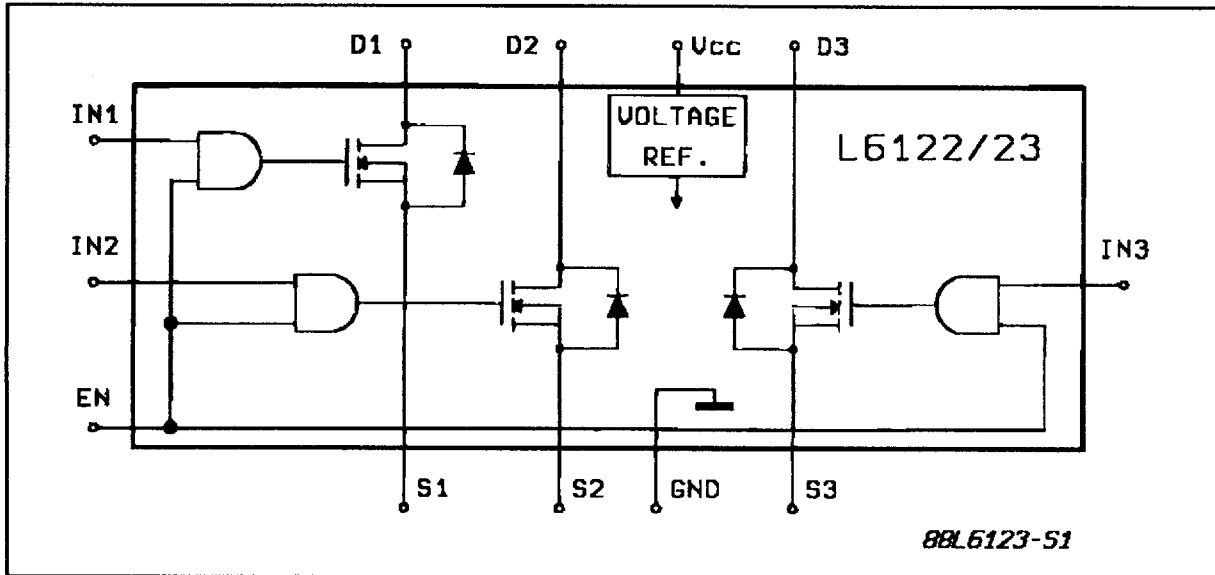 D1 D2 Vcc D3
IN1
VOLTAGE
REF.
L6122/23
IN2
IN3
EN
S1 S2 GND S3
88L6123-S1